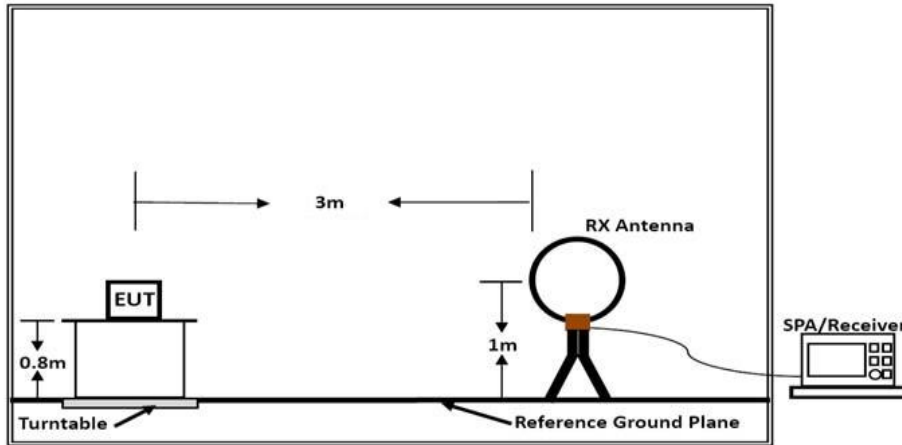 3m
RX Antenna
EUT
SPA/Receiver
0.8m
1m
Turntable
Reference Ground Plane